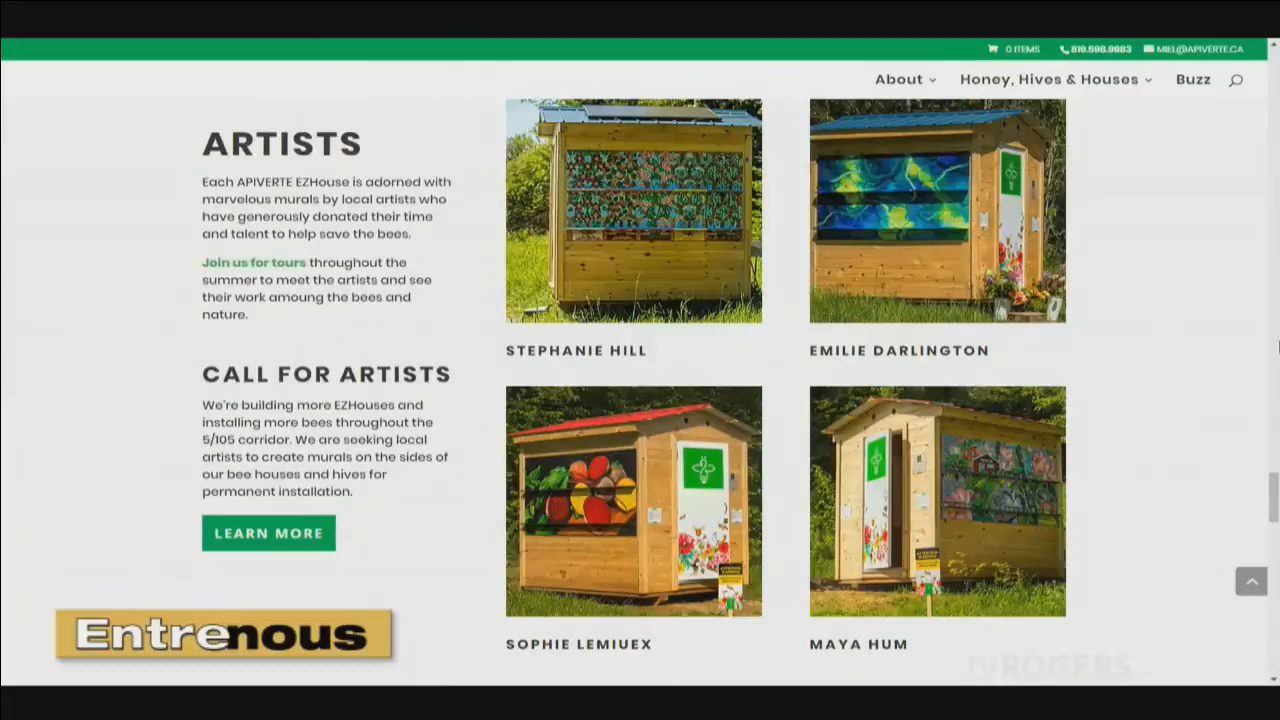 0 ITEMS
819.598.9983
MIEL@APIVERTE.CA
About
Honey, Hives & Houses
Buzz
ARTISTS
Each APIVERTE EZHouse is adorned with
marvelous murals by local artists who
have generously donated their time
and talent to help save the bees.
Join us for tours throughout the
summer to meet the artists and see
their work amoung the bees and
nature.
CALL FOR ARTISTS
We're building more EZHouses and
installing more bees throughout the
5/105 corridor. We are seeking local
artists to create murals on the sides of
our bee houses and hives for
permanent installation.
LEARN MORE
STEPHANIE HILL
EMILIE DARLINGTON
SOPHIE LEMIUEX
MAYA HUM
Entrenous
tvROGERS